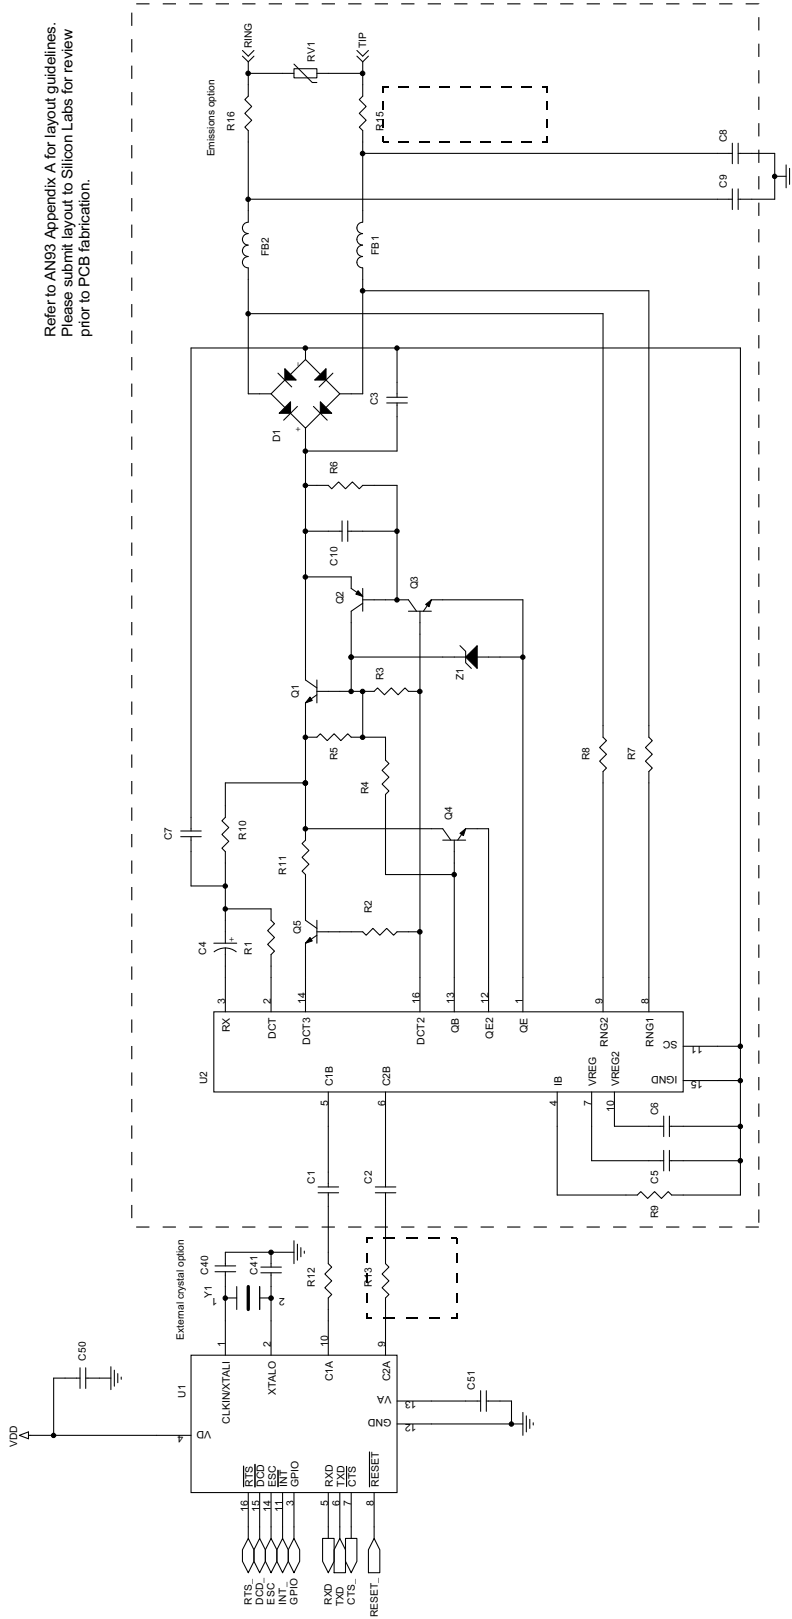 Refer to AN93 Appendix A for layout guidelines.
Please submit layout to Silicon Labs for review
prior to PCB fabrication.
RING
RV1
TIP
Emissions option
R16
R15
C8
C9
FB2
FB1
D1
-
+
C3
R6
C10
Q2
Q3
Z1
Q1
R3
R5
R4
Q4
R8
R7
C7
R10
R11
C4
+
R1
Q5
R2
3
2
14
16
13
12
1
9
8
RX
DCT
DCT3
DCT2
QB
QE2
QE
RNG2
RNG1
U2
SC
11
IGND
15
C1B
C2B
IB
VREG
VREG2
5
6
4
7
10
C1
C2
C6
C5
R9
External crystal option
C40
C41
Y1
1
2
R12
R13
1
2
10
9
U1
CLKIN/XTALI
XTALO
C1A
C2A
VA
13
GND
12
C51
C50
VDD
4
VD
RTS
DCD
ESC
INT
GPIO
RXD
TXD
CTS
RESET
16
15
14
11
3
5
6
7
8
RTS_
DCD_
ESC_
INT_
GPIO
RXD
TXD
CTS_
RESET_